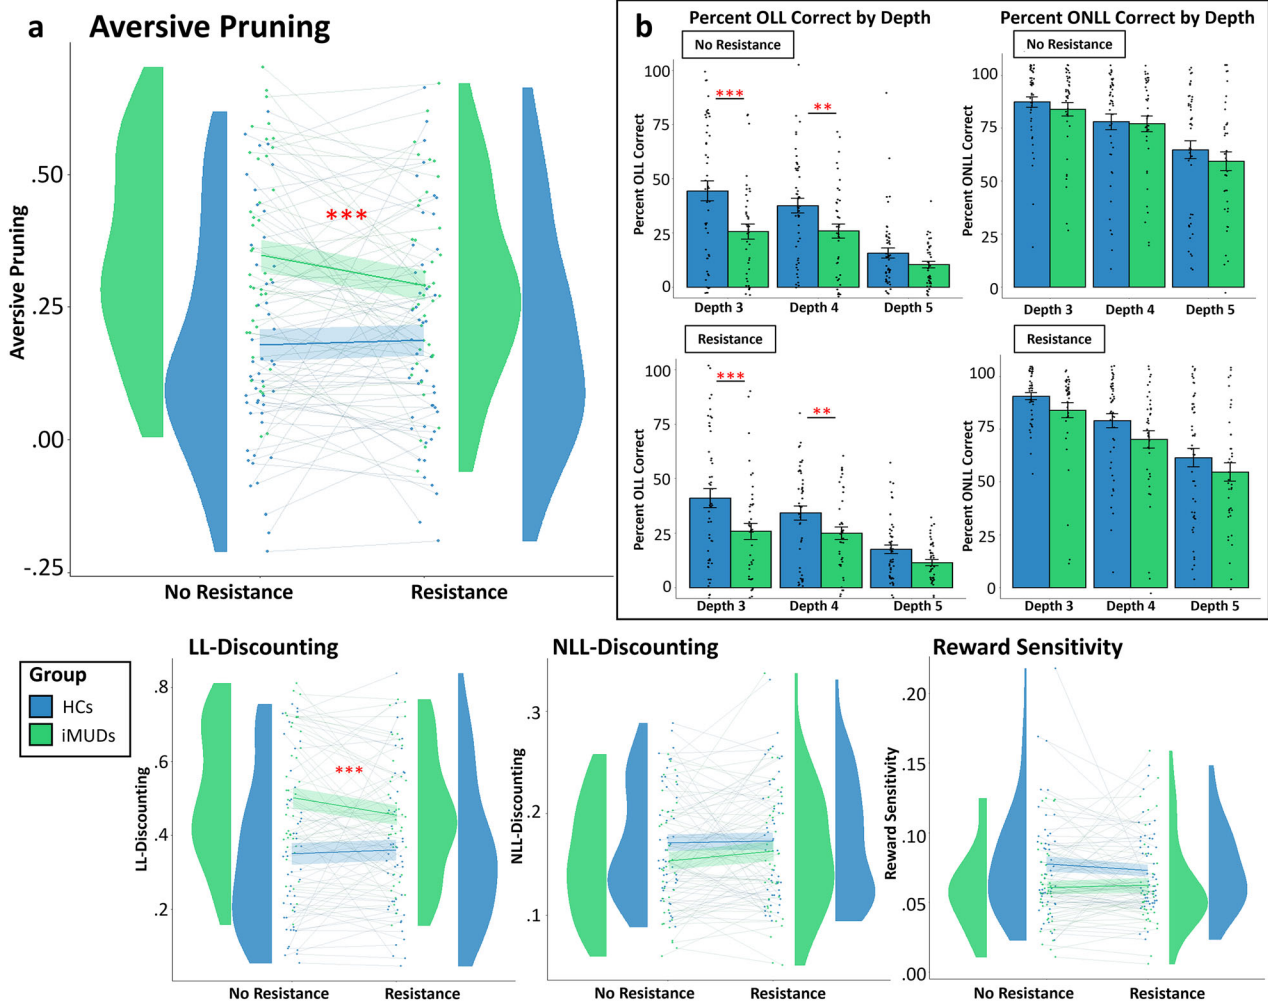 a Aversive Pruning
Aversive Pruning
.50
.25
.00
-.25
***
No Resistance Resistance
b
Percent OLL Correct by Depth
No Resistance
Percent OLL Correct
100
75
50
25
0
*** **
Depth 3 Depth 4 Depth 5
Percent ONLL Correct by Depth
No Resistance
Percent ONLL Correct
100
75
50
25
0
Depth 3 Depth 4 Depth 5
Resistance
Percent OLL Correct
100
75
50
25
0
*** **
Depth 3 Depth 4 Depth 5
Resistance
Percent ONLL Correct
100
75
50
25
0
Depth 3 Depth 4 Depth 5
Group
HCs
iMUDs
LL-Discounting
LL-Discounting
.8
.6
.4
.2
***
No Resistance Resistance
NLL-Discounting
NLL-Discounting
.3
.2
.1
No Resistance Resistance
Reward Sensitivity
Reward Sensitivity
.20
.15
.10
.05
.00
No Resistance Resistance